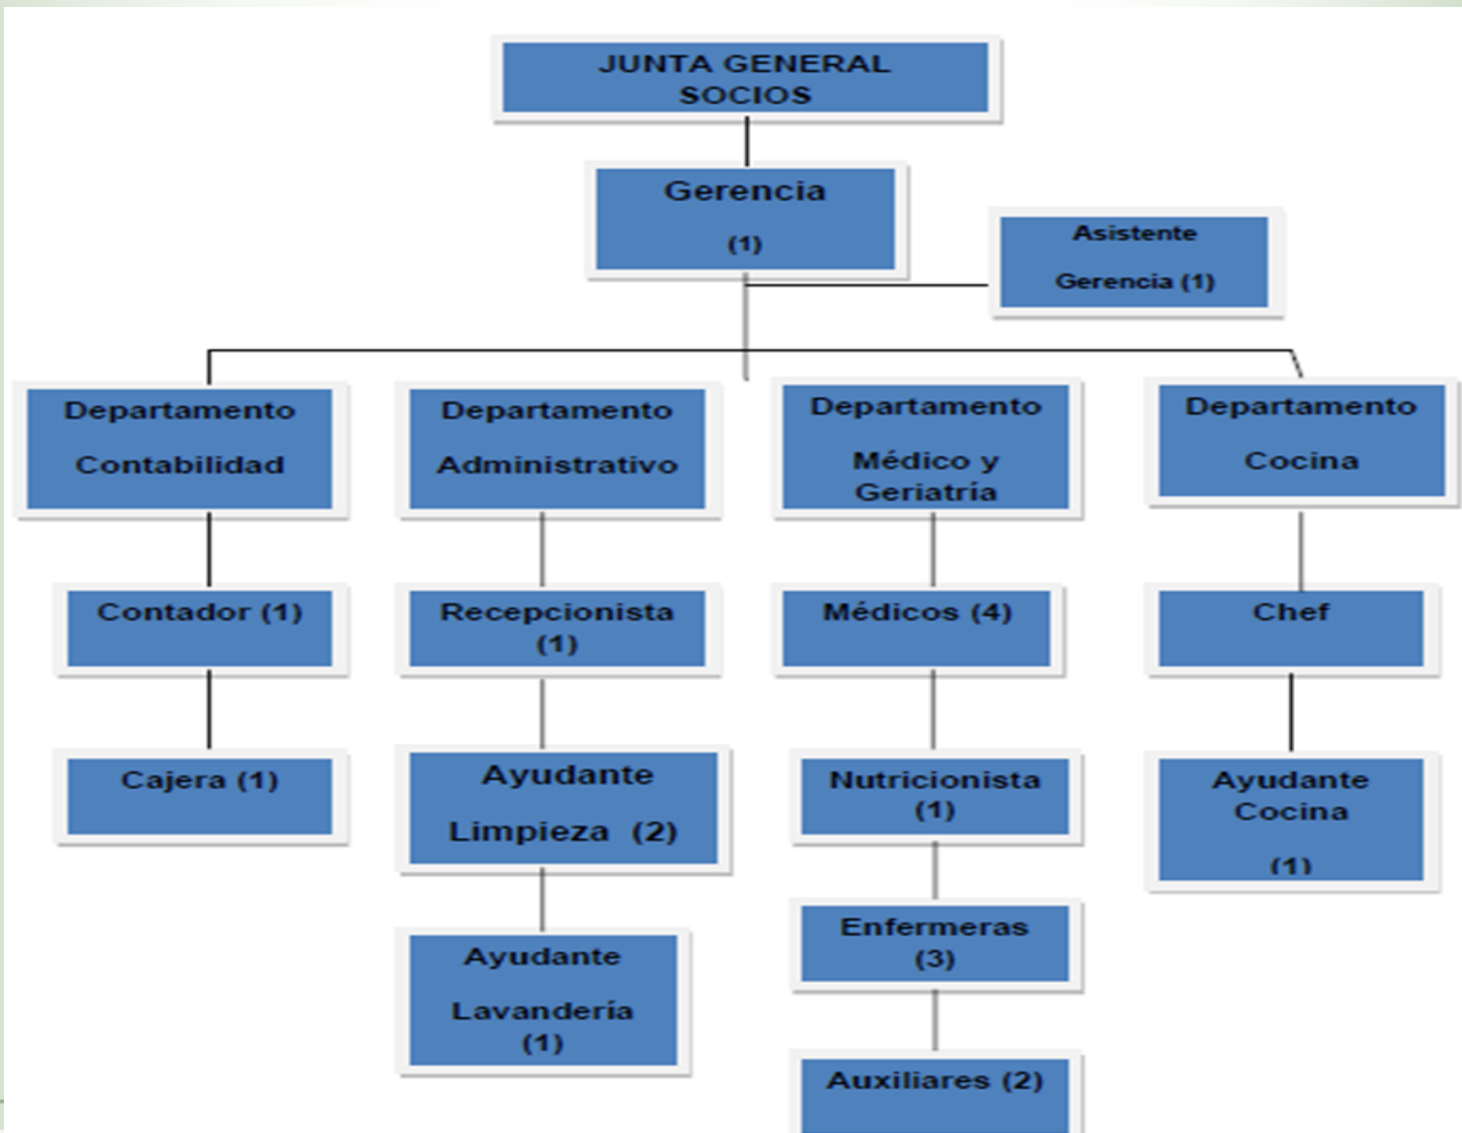 JUNTA GENERAL
SOCIOS
Gerencia
(1)
Asistente
Gerencia (1)
Departamento
Contabilidad
Departamento
Administrativo
Departamento
Médico y
Geriatría
Departamento
Cocina
Contador (1)
Recepcionista
(1)
Médicos (4)
Chef
Cajera (1)
Ayudante
Limpieza (2)
Nutricionista
(1)
Ayudante
Cocina
(1)
Enfermeras
(3)
Ayudante
Lavandería
(1)
Auxiliares (2)